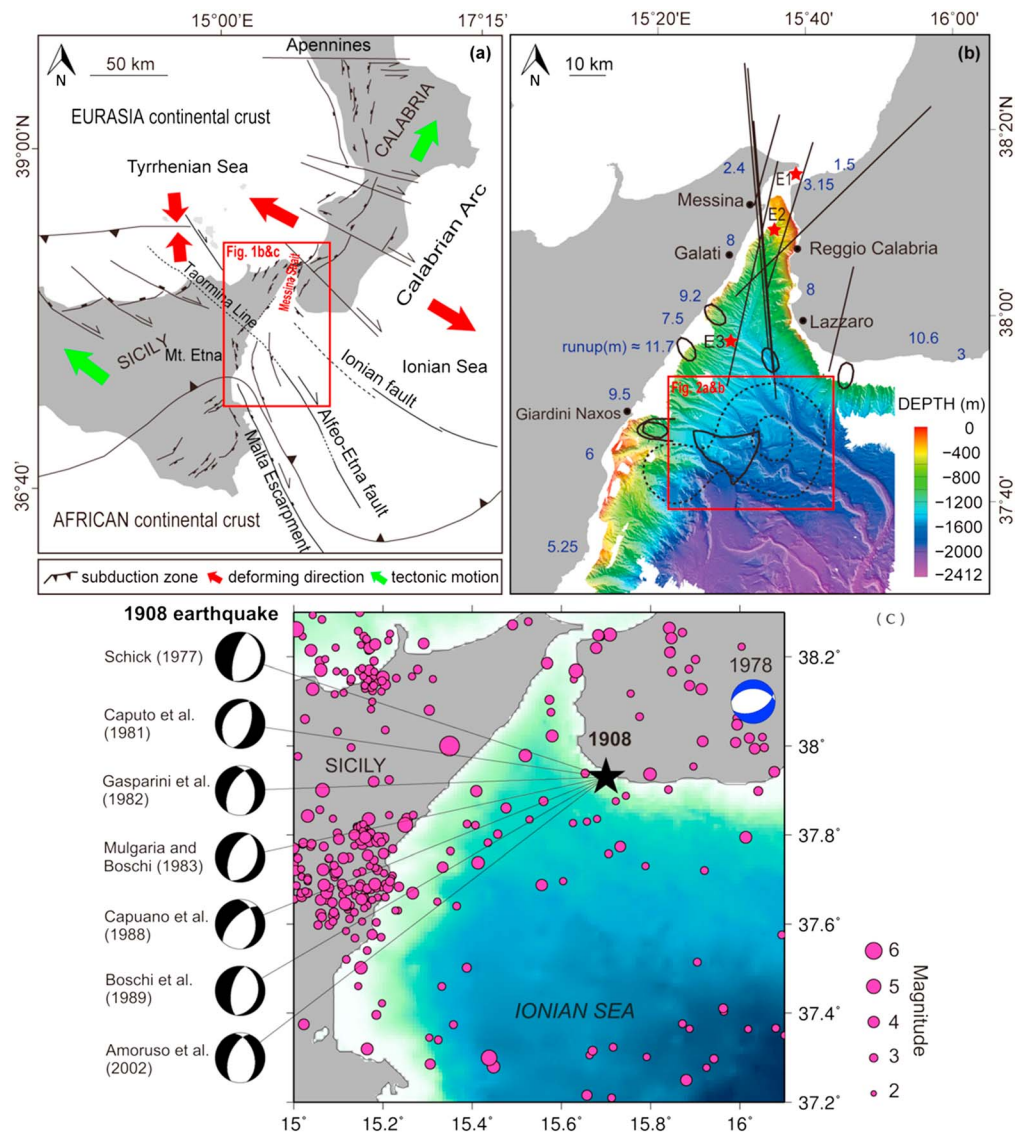 15°00'E
17°15'
15°20'E
15°40'
16°00'
39°00'N
36°40'
38°20'N
38°00'
37°40'
(a)
N
50 km
Apennines
EURASIA continental crust
CALABRIA
Tyrrhenian Sea
Calabrian Arc
Fig. 1b&c
Messina Strait
Taormina Line
SICILY
Mt. Etna
Ionian fault
Ionian Sea
Alfeo-Etna fault
Malta Escarpment
AFRICAN continental crust
subduction zone
deforming direction
tectonic motion
(b)
N
10 km
2.4
1.5
E1
3.15
Messina
E2
Galati
8
Reggio Calabria
9.2
8
7.5
Lazzaro
runup(m) ≈ 11.7
E3
10.6
3
Fig. 2a&b
9.5
Giardini Naxos
6
5.25
DEPTH (m)
0
−400
−800
−1200
−1600
−2000
−2412
1908 earthquake
(C)
Schick (1977)
Caputo et al.
(1981)
Gasparini et al.
(1982)
Mulgaria and
Boschi (1983)
Capuano et al.
(1988)
Boschi et al.
(1989)
Amoruso et al.
(2002)
1978
1908
SICILY
IONIAN SEA
38.2°
38°
37.8°
37.6°
37.4°
37.2°
15°
15.2°
15.4°
15.6°
15.8°
16°
6
5
4
3
2
Magnitude